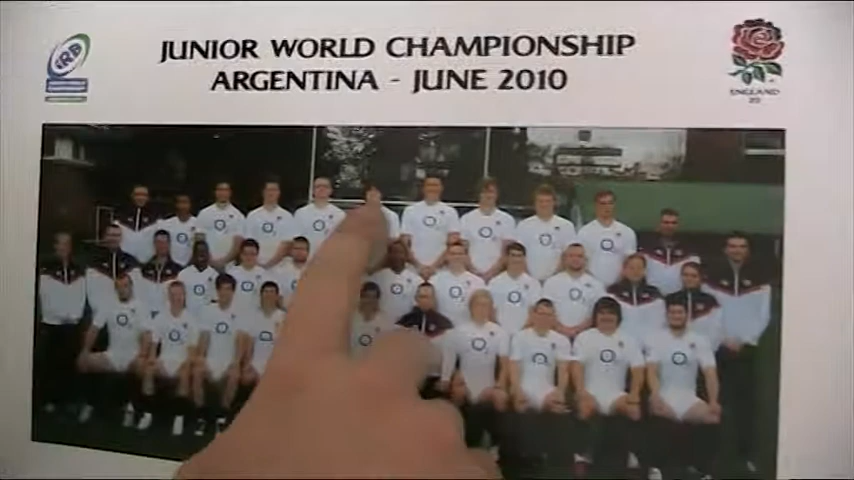 JUNIOR WORLD CHAMPIONSHIP
ARGENTINA - JUNE 2010
IRB
ENGLAND